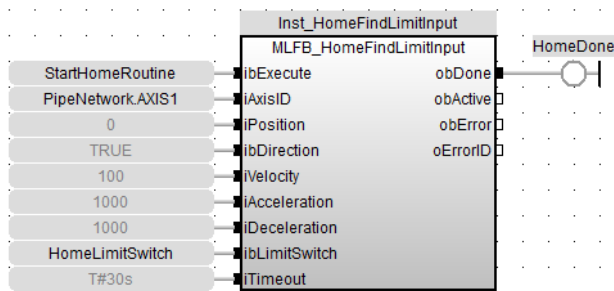 Inst_HomeFindLimitInput
MLFB_HomeFindLimitInput HomeDone
StartHomeRoutine ibExecute obDone
PipeNetwork.AXIS1 iAxisID obActive
0 iPosition obError
TRUE ibDirection oErrorID
100 iVelocity
1000 iAcceleration
1000 iDeceleration
HomeLimitSwitch ibLimitSwitch
T#30s iTimeout